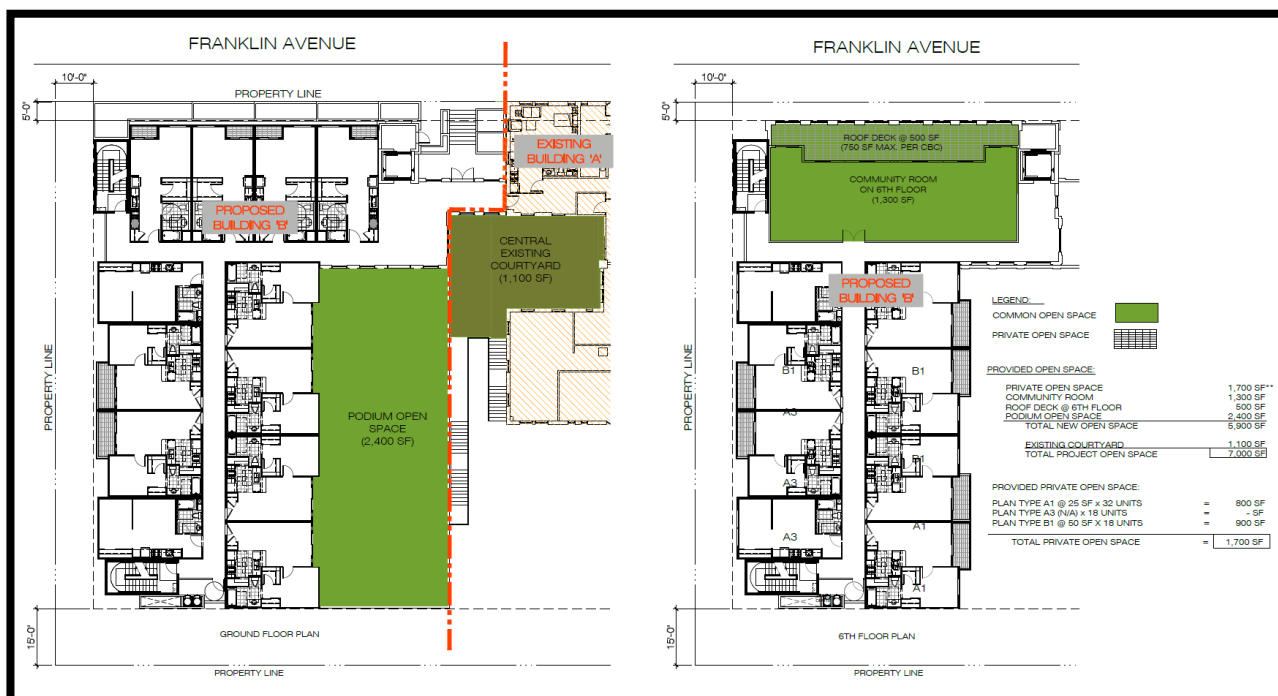 FRANKLIN AVENUE
10'-0"
5'-0"
PROPERTY LINE
EXISTING
BUILDING 'A'
PROPOSED
BUILDING 'B'
CENTRAL
EXISTING
COURTYARD
(1,100 SF)
PODIUM OPEN
SPACE
(2,400 SF)
PROPERTY LINE
15'-0"
GROUND FLOOR PLAN
PROPERTY LINE
FRANKLIN AVENUE
10'-0"
5'-0"
ROOF DECK @ 500 SF
(750 SF MAX. PER CBC)
COMMUNITY ROOM
ON 6TH FLOOR
(1,300 SF)
PROPOSED
BUILDING 'B'
PROPERTY LINE
B1
B1
A3
B1
A3
A1
A3
A1
15'-0"
6TH FLOOR PLAN
PROPERTY LINE
LEGEND:
COMMON OPEN SPACE
PRIVATE OPEN SPACE
PROVIDED OPEN SPACE:
PRIVATE OPEN SPACE 1,700 SF**
COMMUNITY ROOM 1,300 SF
ROOF DECK @ 6TH FLOOR 500 SF
PODIUM OPEN SPACE 2,400 SF
TOTAL NEW OPEN SPACE 5,900 SF
EXISTING COURTYARD 1,100 SF
TOTAL PROJECT OPEN SPACE 7,000 SF
PROVIDED PRIVATE OPEN SPACE:
PLAN TYPE A1 @ 25 SF x 32 UNITS = 800 SF
PLAN TYPE A3 (N/A) x 18 UNITS = - SF
PLAN TYPE B1 @ 50 SF X 18 UNITS = 900 SF
TOTAL PRIVATE OPEN SPACE = 1,700 SF